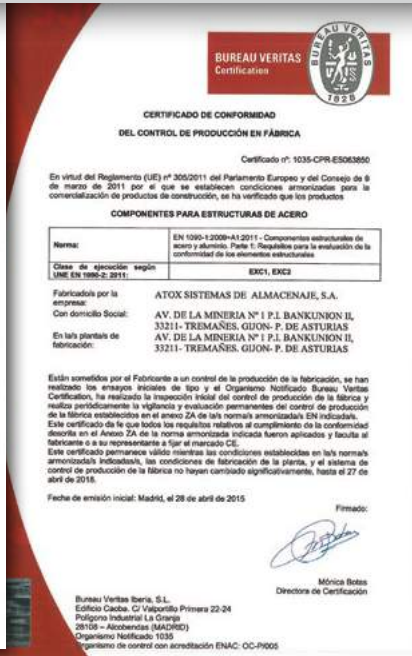 BUREAU VERITAS
Certification
BUREAU VERITAS
1828
CERTIFICADO DE CONFORMIDAD
DEL CONTROL DE PRODUCCIÓN EN FÁBRICA
Certificado nº: 1035-CPR-ES063850
En virtud del Reglamento (UE) nº 305/2011 del Parlamento Europeo y del Consejo de 9
de marzo de 2011 por el que se establecen condiciones armonizadas para la
comercialización de productos de construcción, se ha verificado que los productos
COMPONENTES PARA ESTRUCTURAS DE ACERO
Norma:
EN 1090-1:2009+A1:2011 - Componentes estructurales de
acero y aluminio. Parte 1: Requisitos para la evaluación de la
conformidad de los elementos estructurales
Clase de ejecución según
UNE EN 1090-2: 2011:
EXC1, EXC2
Fabricado/s por la
empresa:
ATOX SISTEMAS DE ALMACENAJE, S.A.
Con domicilio Social:
AV. DE LA MINERIA Nº 1 P.I. BANKUNION II,
33211- TREMAÑES. GIJON- P. DE ASTURIAS
En la/s planta/s de
fabricación:
AV. DE LA MINERIA Nº 1 P.I. BANKUNION II,
33211- TREMAÑES. GIJON- P. DE ASTURIAS
Están sometidos por el Fabricante a un control de la producción de la fabricación, se han
realizado los ensayos iniciales de tipo y el Organismo Notificado Bureau Veritas
Certification, ha realizado la inspección inicial del control de producción de la fábrica y
realiza periódicamente la vigilancia y evaluación permanentes del control de producción
de la fábrica establecidos en el anexo ZA de la/s norma/s armonizada/s EN indicada/s.
Este certificado da fe que todos los requisitos relativos al cumplimiento de la conformidad
descrita en el Anexo ZA de la norma armonizada indicada fueron aplicados y faculta al
fabricante o a su representante a fijar el marcado CE.
Este certificado permanece válido mientras las condiciones establecidas en la/s norma/s
armonizada/s indicada/s, las condiciones de fabricación de la planta, y el/s sistema de
control de producción de la fábrica no hayan cambiado significativamente, hasta el 27 de
abril de 2018.
Fecha de emisión inicial: Madrid, el 28 de abril de 2015
Firmado:
Mónica Botes
Directora de Certificación
Bureau Veritas Iberia, S.L.
Edificio Caoba. C/ Valportillo Primera 22-24
Polígono Industrial La Granja
28108 – Alcobendas (MADRID)
Organismo Notificado 1035
Organismo de control con acreditación ENAC: OC-P/005